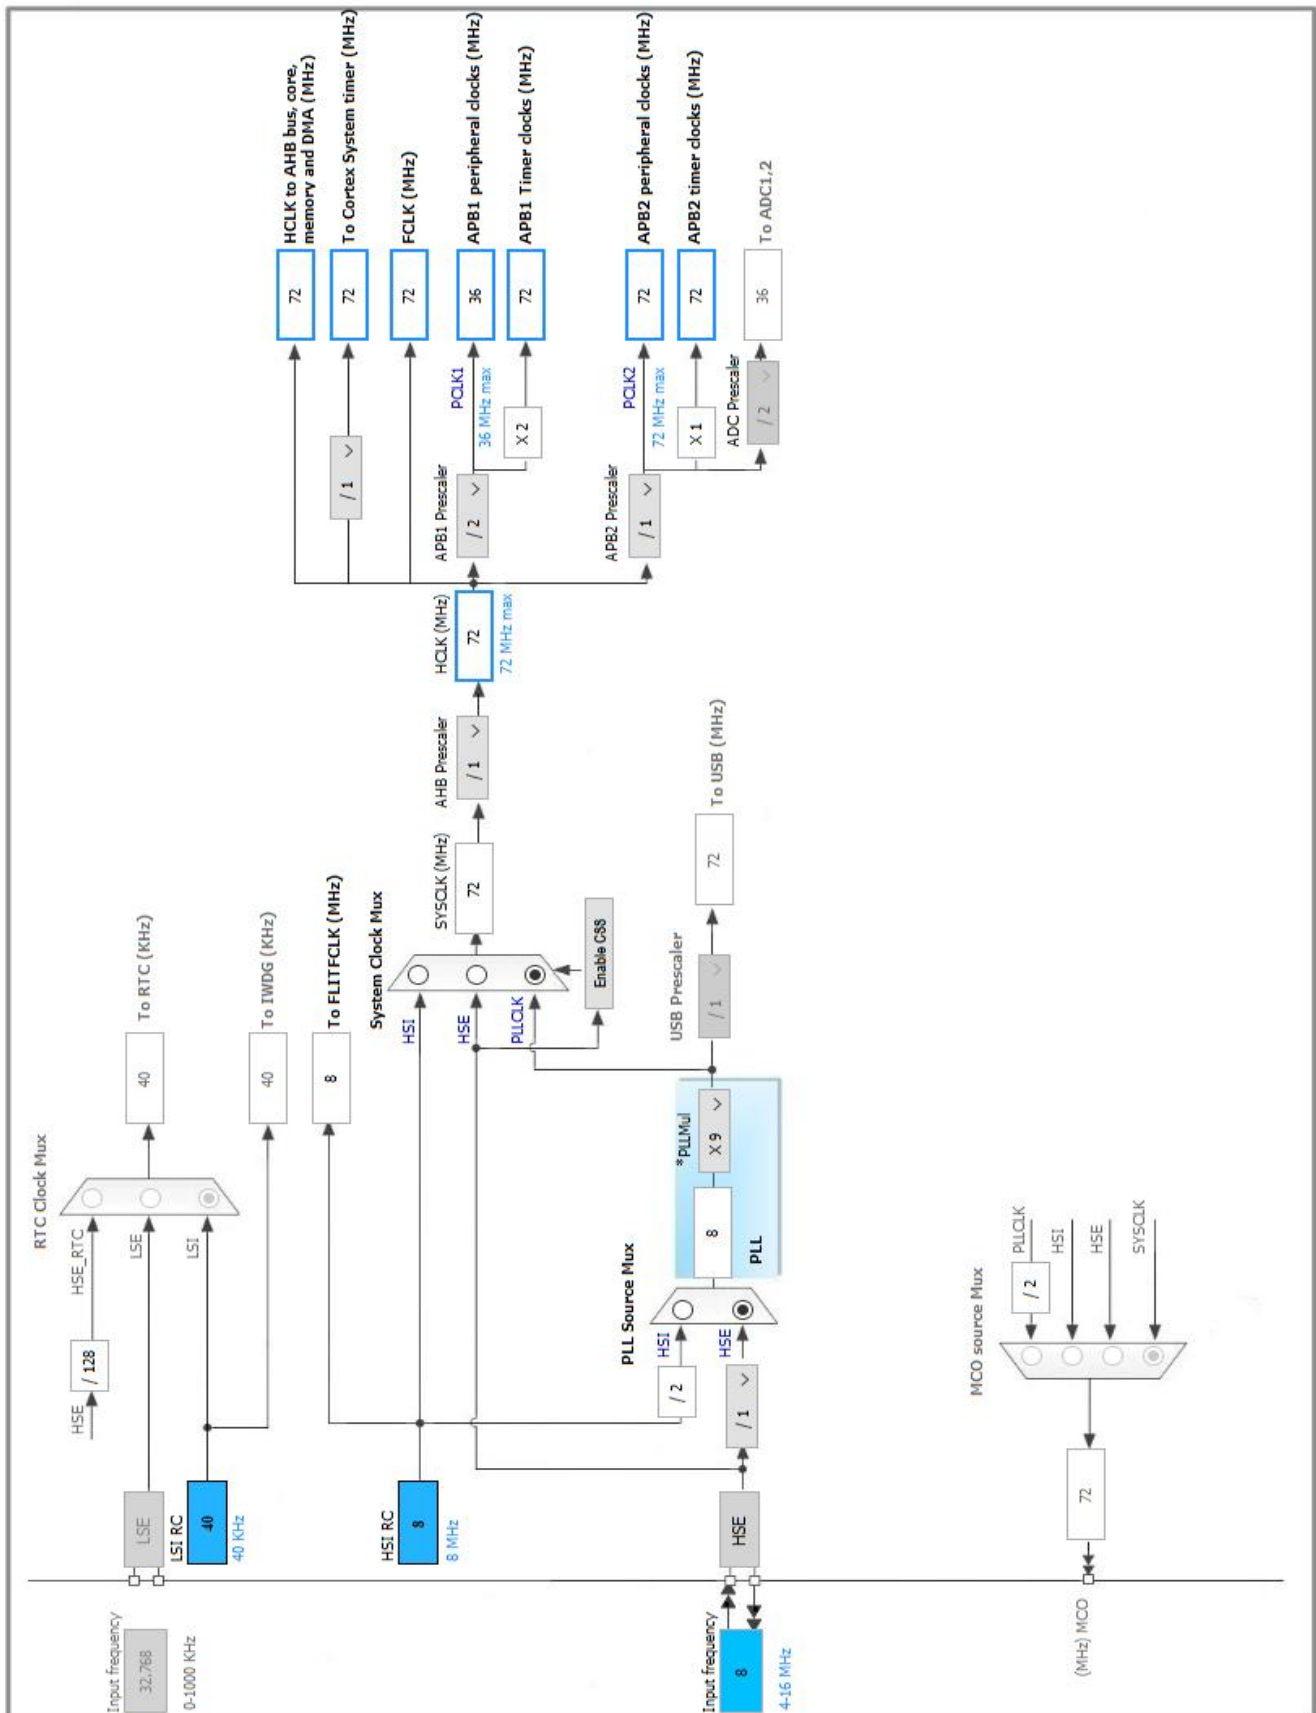 RTC Clock Mux
HSE
/ 128
HSE_RTC
Input frequency
32.768
0-1000 KHz
LSE
LSE
40
To RTC (KHz)
LSI RC
40
40 KHz
LSI
40
To IWDG (KHz)
8
To FLITFCLK (MHz)
HSI RC
8
8 MHz
System Clock Mux
HSI
HSE
PLLCLK
Enable CSS
SYSCLK (MHz)
72
AHB Prescaler
/ 1
HCLK (MHz)
72
72 MHz max
72
HCLK to AHB bus, core,
memory and DMA (MHz)
/ 1
72
To Cortex System timer (MHz)
72
FCLK (MHz)
APB1 Prescaler
/ 2
PCLK1
36 MHz max
36
APB1 peripheral clocks (MHz)
X 2
72
APB1 Timer clocks (MHz)
APB2 Prescaler
/ 1
PCLK2
72 MHz max
72
APB2 peripheral clocks (MHz)
X 1
72
APB2 timer clocks (MHz)
ADC Prescaler
/ 2
36
To ADC1,2
PLL Source Mux
/ 2
HSI
Input frequency
8
4-16 MHz
HSE
/ 1
HSE
8
*PLLMul
X 9
PLL
USB Prescaler
/ 1
72
To USB (MHz)
MCO source Mux
/ 2
PLLCLK
HSI
HSE
SYSCLK
(MHz) MCO
72